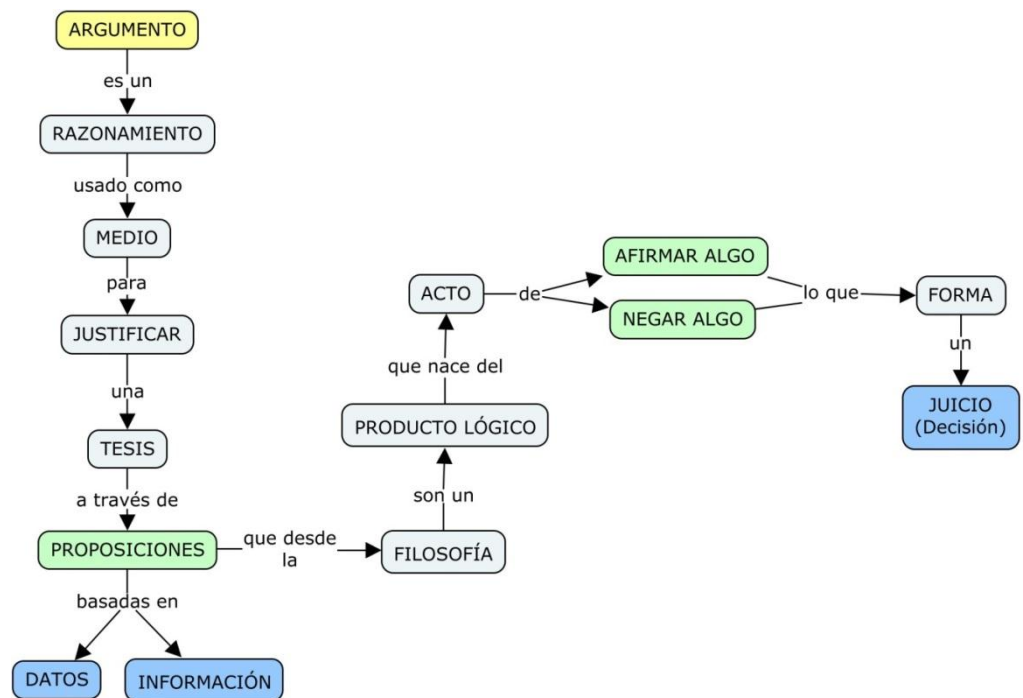 ARGUMENTO
es un
RAZONAMIENTO
usado como
MEDIO
para
JUSTIFICAR
una
TESIS
a través de
PROPOSICIONES
basadas en
DATOS
INFORMACIÓN
que desde
la
FILOSOFÍA
son un
PRODUCTO LÓGICO
que nace del
ACTO
de
AFIRMAR ALGO
NEGAR ALGO
lo que
FORMA
un
JUICIO
(Decisión)